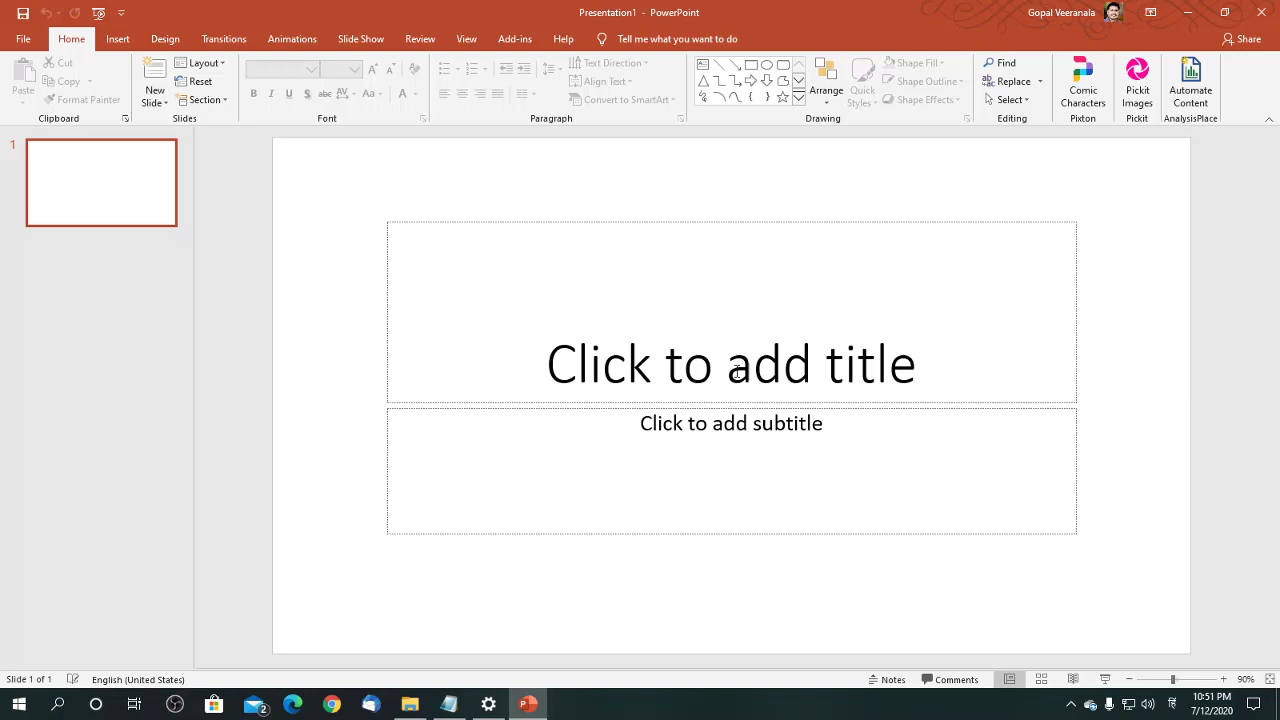 Presentation1 - PowerPoint
Gopal Veeranala
File Home Insert Design Transitions Animations Slide Show Review View Add-ins Help Tell me what you want to do Share
Paste
Cut
Copy
Format Painter
Clipboard
New
Slide
Layout
Reset
Section
Slides
B I U S abc AV Aa A
Font
Text Direction
Align Text
Convert to SmartArt
Paragraph
Arrange
Quick
Styles
Shape Fill
Shape Outline
Shape Effects
Drawing
Find
Replace
Select
Editing
Comic
Characters
Pixton
Pickit
Images
Pickit
Automate
Content
AnalysisPlace
1
Click to add title
Click to add subtitle
Slide 1 of 1 English (United States) Notes Comments 90%
2
10:51 PM
7/12/2020